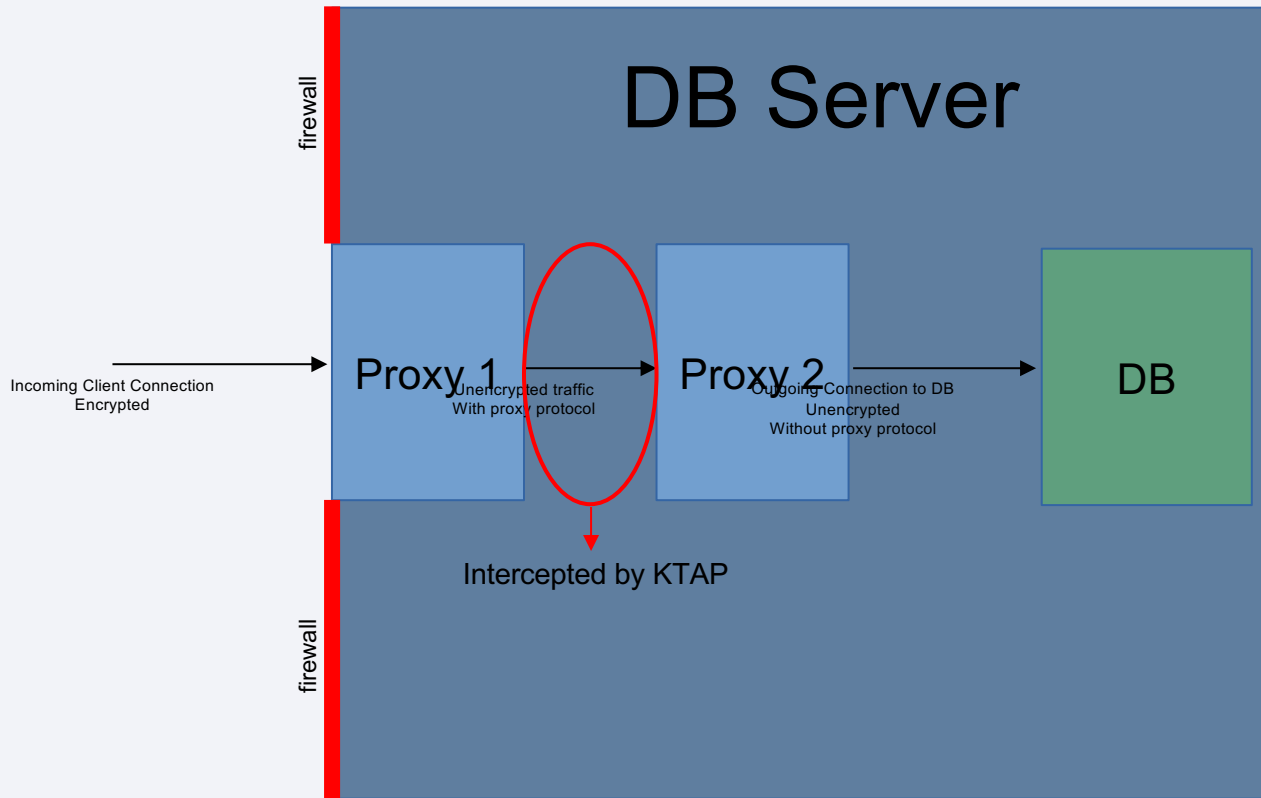 DB Server
firewall
Proxy 1
Proxy 2
DB
Incoming Client Connection
Encrypted
Unencrypted traffic
With proxy protocol
Outgoing Connection to DB
Unencrypted
Without proxy protocol
Intercepted by KTAP
firewall